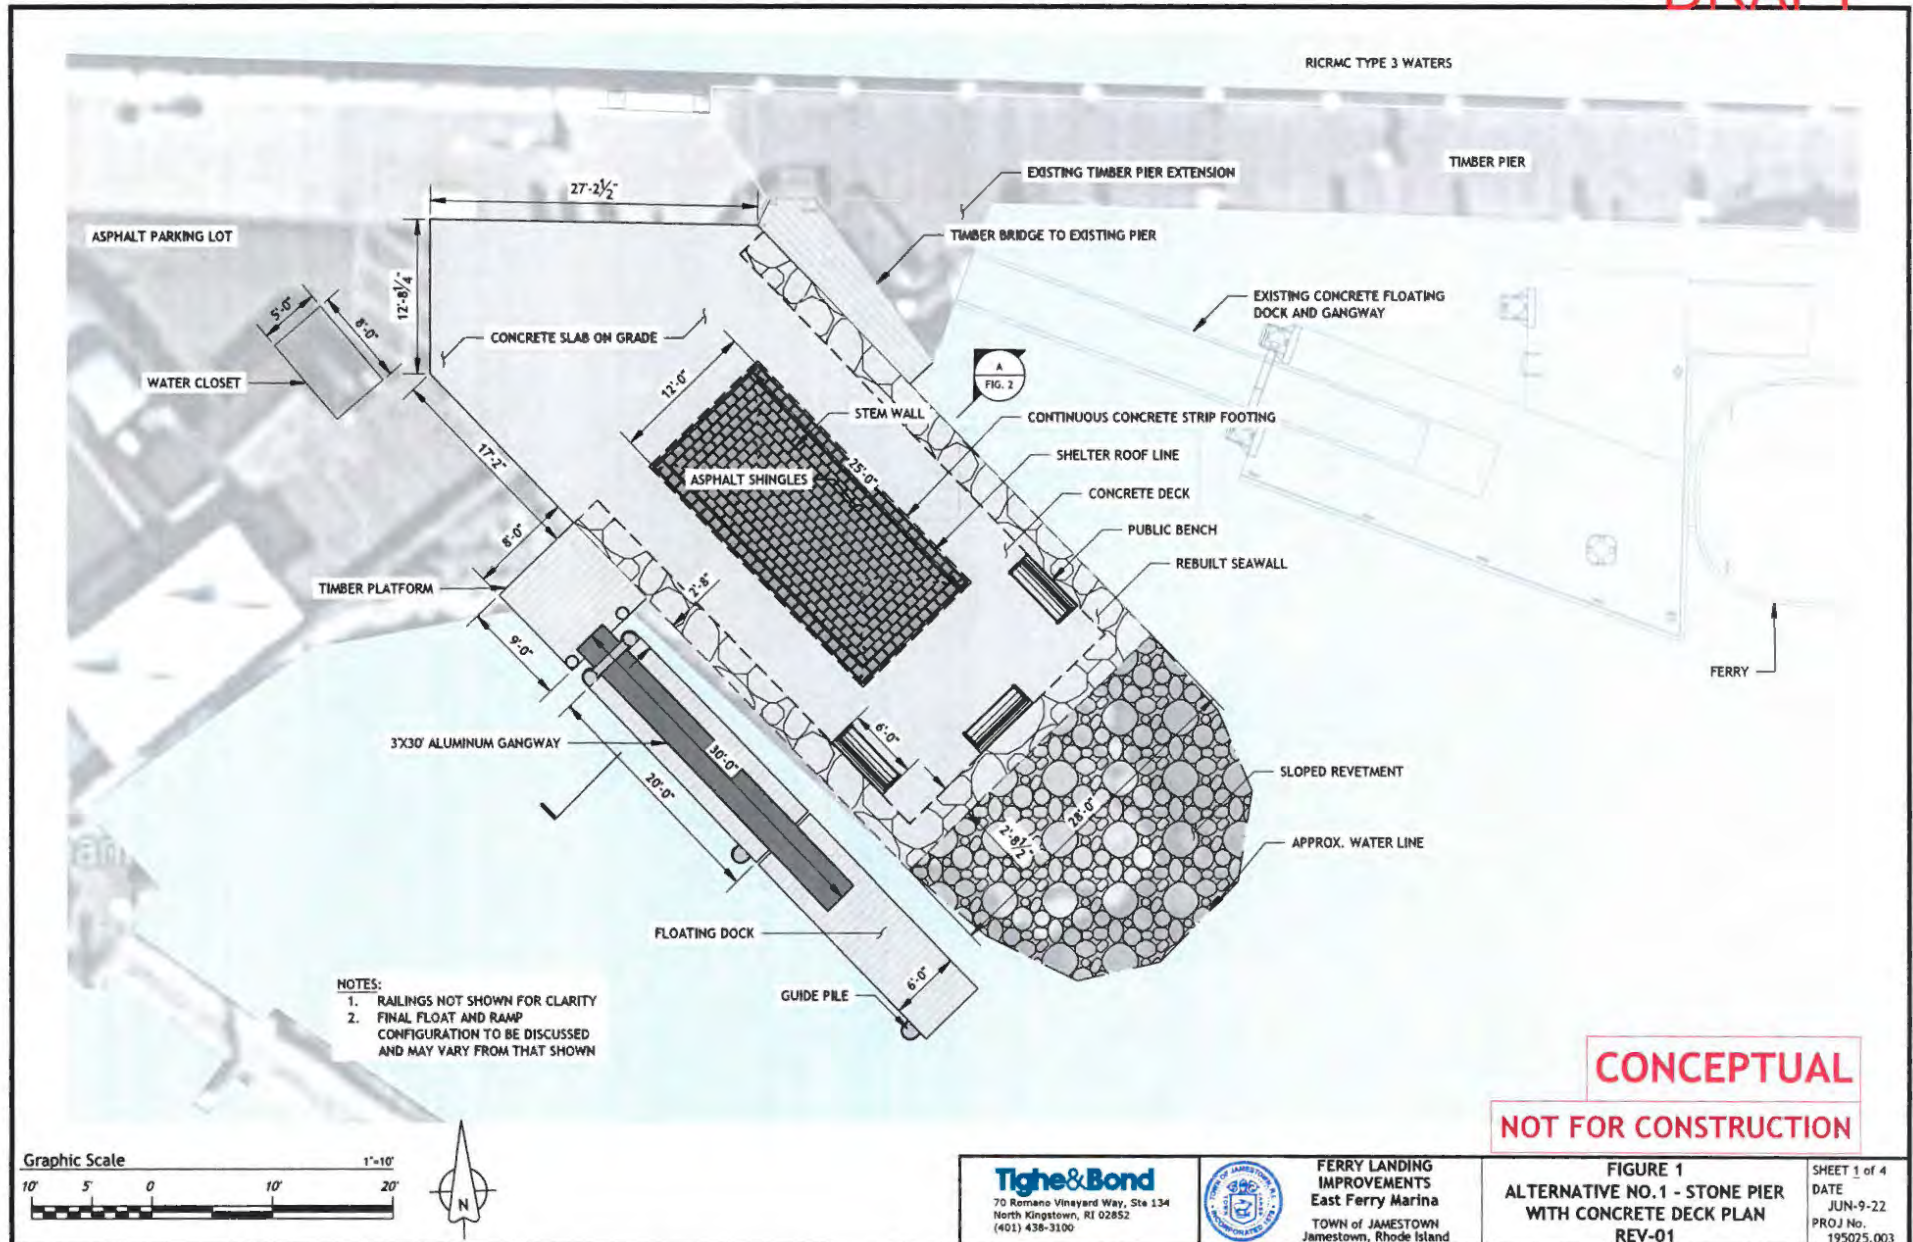 RICRMC TYPE 3 WATERS
TIMBER PIER
EXISTING TIMBER PIER EXTENSION
27'-2½"
ASPHALT PARKING LOT
TIMBER BRIDGE TO EXISTING PIER
12'-8¼"
5'-0"
8'-0"
EXISTING CONCRETE FLOATING
DOCK AND GANGWAY
CONCRETE SLAB ON GRADE
WATER CLOSET
A
FIG. 2
12'-0"
STEM WALL
CONTINUOUS CONCRETE STRIP FOOTING
17'-2"
25'-0"
SHELTER ROOF LINE
ASPHALT SHINGLES
CONCRETE DECK
8'-0"
PUBLIC BENCH
REBUILT SEAWALL
TIMBER PLATFORM
2'-8"
9'-0"
FERRY
6'-0"
3'X30' ALUMINUM GANGWAY
30'-0"
20'-0"
SLOPED REVETMENT
28'-0"
2'-8½"
APPROX. WATER LINE
FLOATING DOCK
6'-0"
GUIDE PILE
NOTES:
1. RAILINGS NOT SHOWN FOR CLARITY
2. FINAL FLOAT AND RAMP
CONFIGURATION TO BE DISCUSSED
AND MAY VARY FROM THAT SHOWN
CONCEPTUAL
NOT FOR CONSTRUCTION
Graphic Scale
1"=10'
10' 5' 0 10' 20'
N
Tighe&Bond
70 Romano Vineyard Way, Ste 134
North Kingstown, RI 02852
(401) 438-3100
FERRY LANDING
IMPROVEMENTS
East Ferry Marina
TOWN of JAMESTOWN
Jamestown, Rhode Island
FIGURE 1
ALTERNATIVE NO.1 - STONE PIER
WITH CONCRETE DECK PLAN
REV-01
SHEET 1 of 4
DATE
JUN-9-22
PROJ No.
195025.003